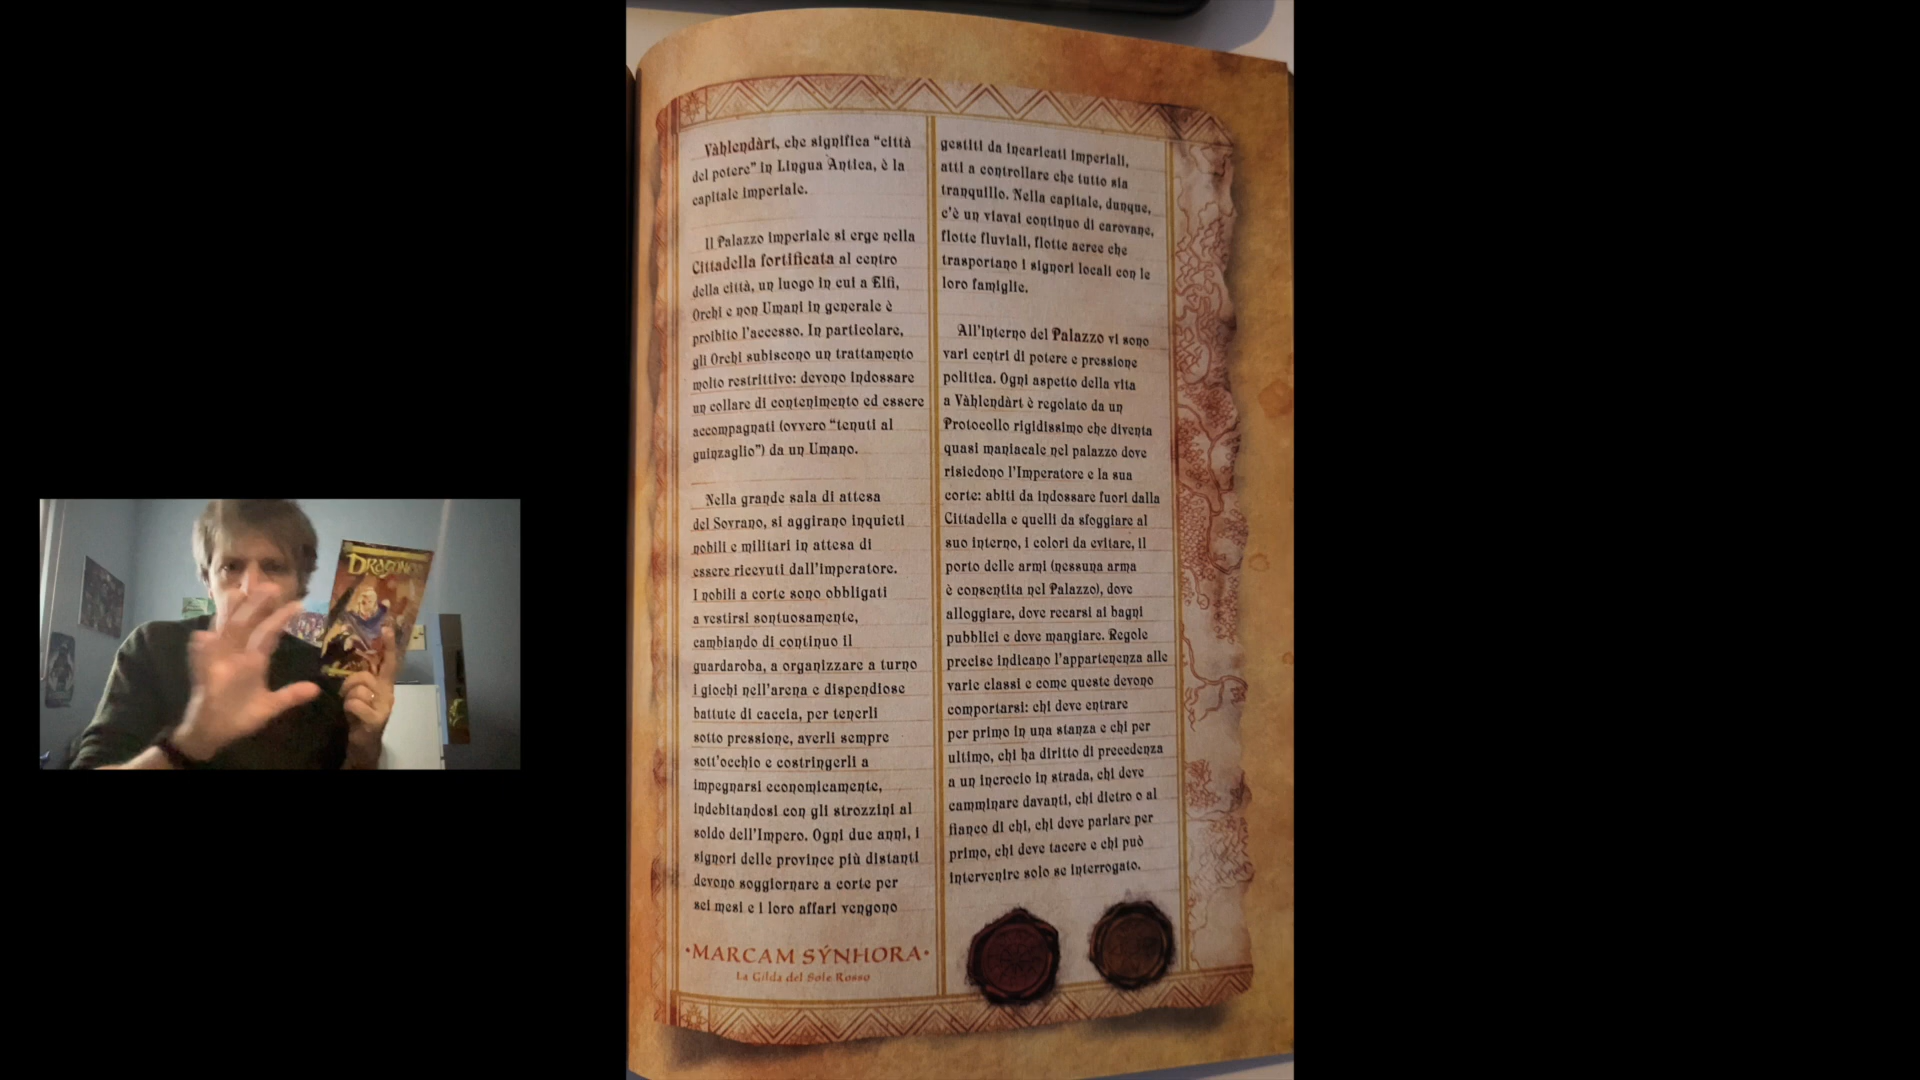 DRAGONERO
Vàhlendàrt, che significa “città
del potere” in Lingua Antica, è la
capitale imperiale.
Il Palazzo imperiale si erge nella
Cittadella fortificata al centro
della città, un luogo in cui a Elfi,
Orchi e non Umani in generale è
proibito l'accesso. In particolare,
gli Orchi subiscono un trattamento
molto restrittivo: devono indossare
un collare di contenimento ed essere
accompagnati (ovvero “tenuti al
guinzaglio”) da un Umano.
Nella grande sala di attesa
del Sovrano, si aggirano inquieti
nobili e militari in attesa di
essere ricevuti dall'imperatore.
I nobili a corte sono obbligati
a vestirsi sontuosamente,
cambiando di continuo il
guardaroba, a organizzare a turno
i giochi nell'arena e dispendiose
battute di caccia, per tenerli
sotto pressione, averli sempre
sott'occhio e costringerli a
impegnarsi economicamente,
indebitandosi con gli strozzini al
soldo dell'Impero. Ogni due anni, i
signori delle province più distanti
devono soggiornare a corte per
sei mesi e i loro affari vengono
gestiti da incaricati imperiali,
atti a controllare che tutto sia
tranquillo. Nella capitale, dunque,
c'è un viavai continuo di carovane,
flotte fluviali, flotte aeree che
trasportano i signori locali con le
loro famiglie.
All'interno del Palazzo vi sono
vari centri di potere e pressione
politica. Ogni aspetto della vita
a Vàhlendàrt è regolato da un
Protocollo rigidissimo che diventa
quasi maniacale nel palazzo dove
risiedono l'Imperatore e la sua
corte: abiti da indossare fuori dalla
Cittadella e quelli da sfoggiare al
suo interno, i colori da evitare, il
porto delle armi (nessuna arma
è consentita nel Palazzo), dove
alloggiare, dove recarsi ai bagni
pubblici e dove mangiare. Regole
precise indicano l'appartenenza alle
varie classi e come queste devono
comportarsi: chi deve entrare
per primo in una stanza e chi per
ultimo, chi ha diritto di precedenza
a un incrocio in strada, chi deve
camminare davanti, chi dietro o al
fianco di chi, chi deve parlare per
primo, chi deve tacere e chi può
intervenire solo se interrogato.
•MARCAM SÝNHORA•
La Gilda del Sole Rosso